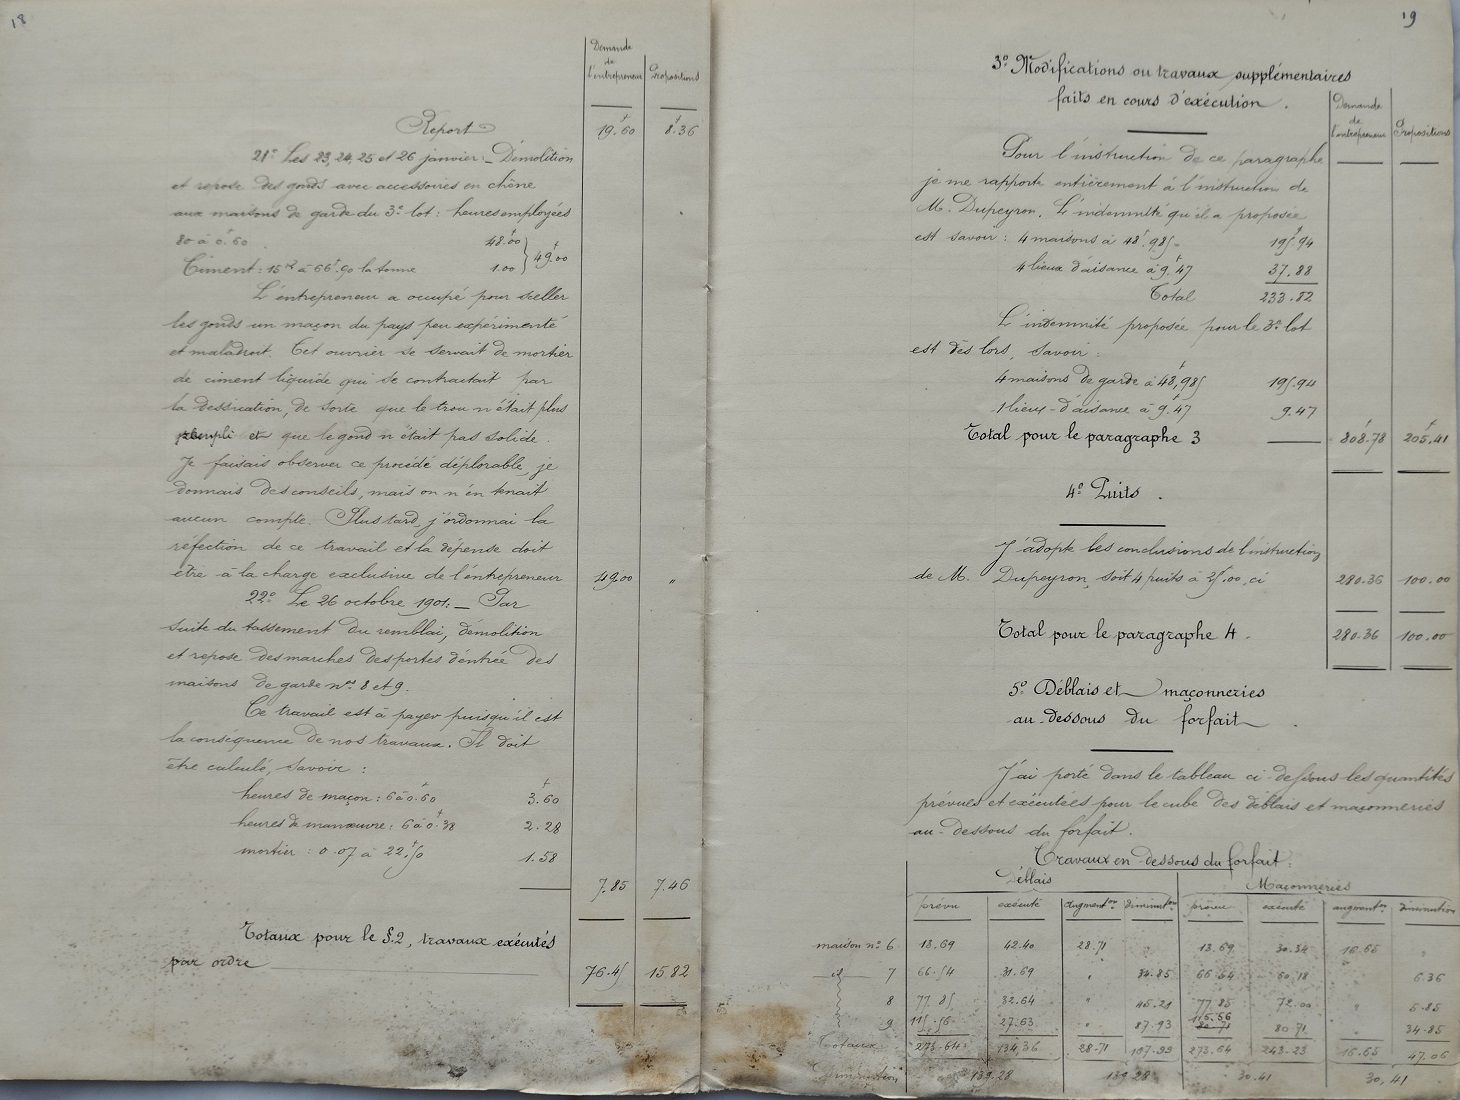 18
Demande
de
l'entrepreneur
Propositions
Report
19.60
8.36
21° Les 23, 24, 25 et 26 janvier. _ Démolition
et repose des gonds avec accessoires en chêne
aux maisons de garde du 3e lot : heures employées
80 à 0f.60
48f.00
Ciment : 15k à 66f.90 la tonne
1.00
49f.00
L'entrepreneur a occupé pour sceller
les gonds un maçon du pays peu expérimenté
et maladroit. Cet ouvrier se servait de mortier
de ciment liquide qui se contractait par
la dessication, de sorte que le trou n'était plus
rempli et que le gond n'était pas solide.
Je faisais observer ce procédé déplorable, je
donnais des conseils, mais on n'en tenait
aucun compte. Plus tard, j'ordonnai la
réfection de ce travail et la dépense doit
être à la charge exclusive de l'entrepreneur
49.00
"
22° Le 26 octobre 1901. _ Par
suite du tassement du remblai, démolition
et repose des marches des portes d'entrée des
maisons de garde nos 8 et 9.
Ce travail est à payer puisqu'il est
la conséquence de nos travaux. Il doit
être calculé, savoir :
heures de maçon : 6 à 0.60
3f.60
heures de manœuvre : 6 à 0f.38
2.28
mortier : 0.07 à 22f.50
1.58
7.85
7.46
Totaux pour le §.2, travaux exécutés
par ordre
76.45
15.82
19
3° Modifications ou travaux supplémentaires
faits en cours d'exécution.
Demande
de
l'entrepreneur
Propositions
Pour l'instruction de ce paragraphe
je me rapporte entièrement à l'instruction de
M. Dupeyron. L'indemnité qu'il a proposée
est savoir : 4 maisons à 48f.985
195f.94
4 lieux d'aisance à 9f.47
37.88
Total
233.82
L'indemnité proposée pour le 3e lot
est dès lors, savoir :
4 maisons de garde à 48f,985
195.94
1 lieux-d'aisance à 9f.47
9.47
Total pour le paragraphe 3
808f.78
205f.41
4° Puits.
J'adopte les conclusions de l'instruction
de M. Dupeyron, soit 4 puits à 25f.00, ci
280.36
100.00
Total pour le paragraphe 4.
280.36
100.00
5° Déblais et maçonneries
au-dessous du forfait.
J'ai porté dans le tableau ci-dessous les quantités
prévues et exécutées pour le cube des déblais et maçonneries
au-dessous du forfait.
Travaux en dessous du forfait.
Déblais
Maçonneries
prévu
exécuté
augment.on
diminut.on
prévu
exécuté
augment.on
diminution
maison n° 6
13.69
42.40
28.71
"
13.69
30.34
16.65
"
id
7
66.54
31.69
"
34.85
66.54
60.18
"
6.36
8
77.85
32.64
"
45.21
77.85
72.00
"
5.85
9
115.56
27.63
"
87.93
115.56
80.71
80.71
"
34.85
Totaux
273.64
134,36
28.71
167.99
273.64
243.23
16.65
47.06
Diminution
139.28
139.28
30.41
30,41